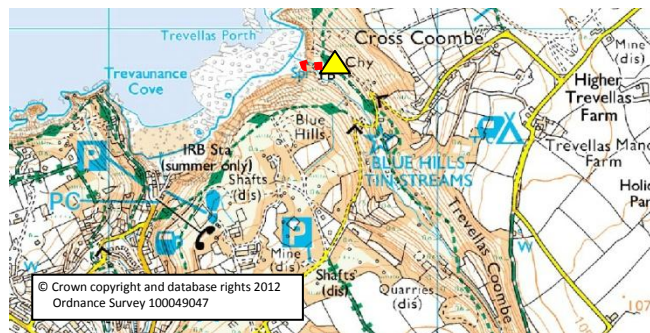 Trevellas Porth
Cross Coombe
Mine
(dis)
Chy
Trevaunance
Cove
Higher
Trevellas
Farm
Blue
Hills
IRB Sta
(summer only)
BLUE HILLS
TIN STREAMS
Trevellas
Farm
P
PC
Shafts
(dis)
Trevellas Coombe
P
Mine
(dis)
Shafts
(dis)
Quarries
(dis)
W
W
© Crown copyright and database rights 2012
Ordnance Survey 100049047